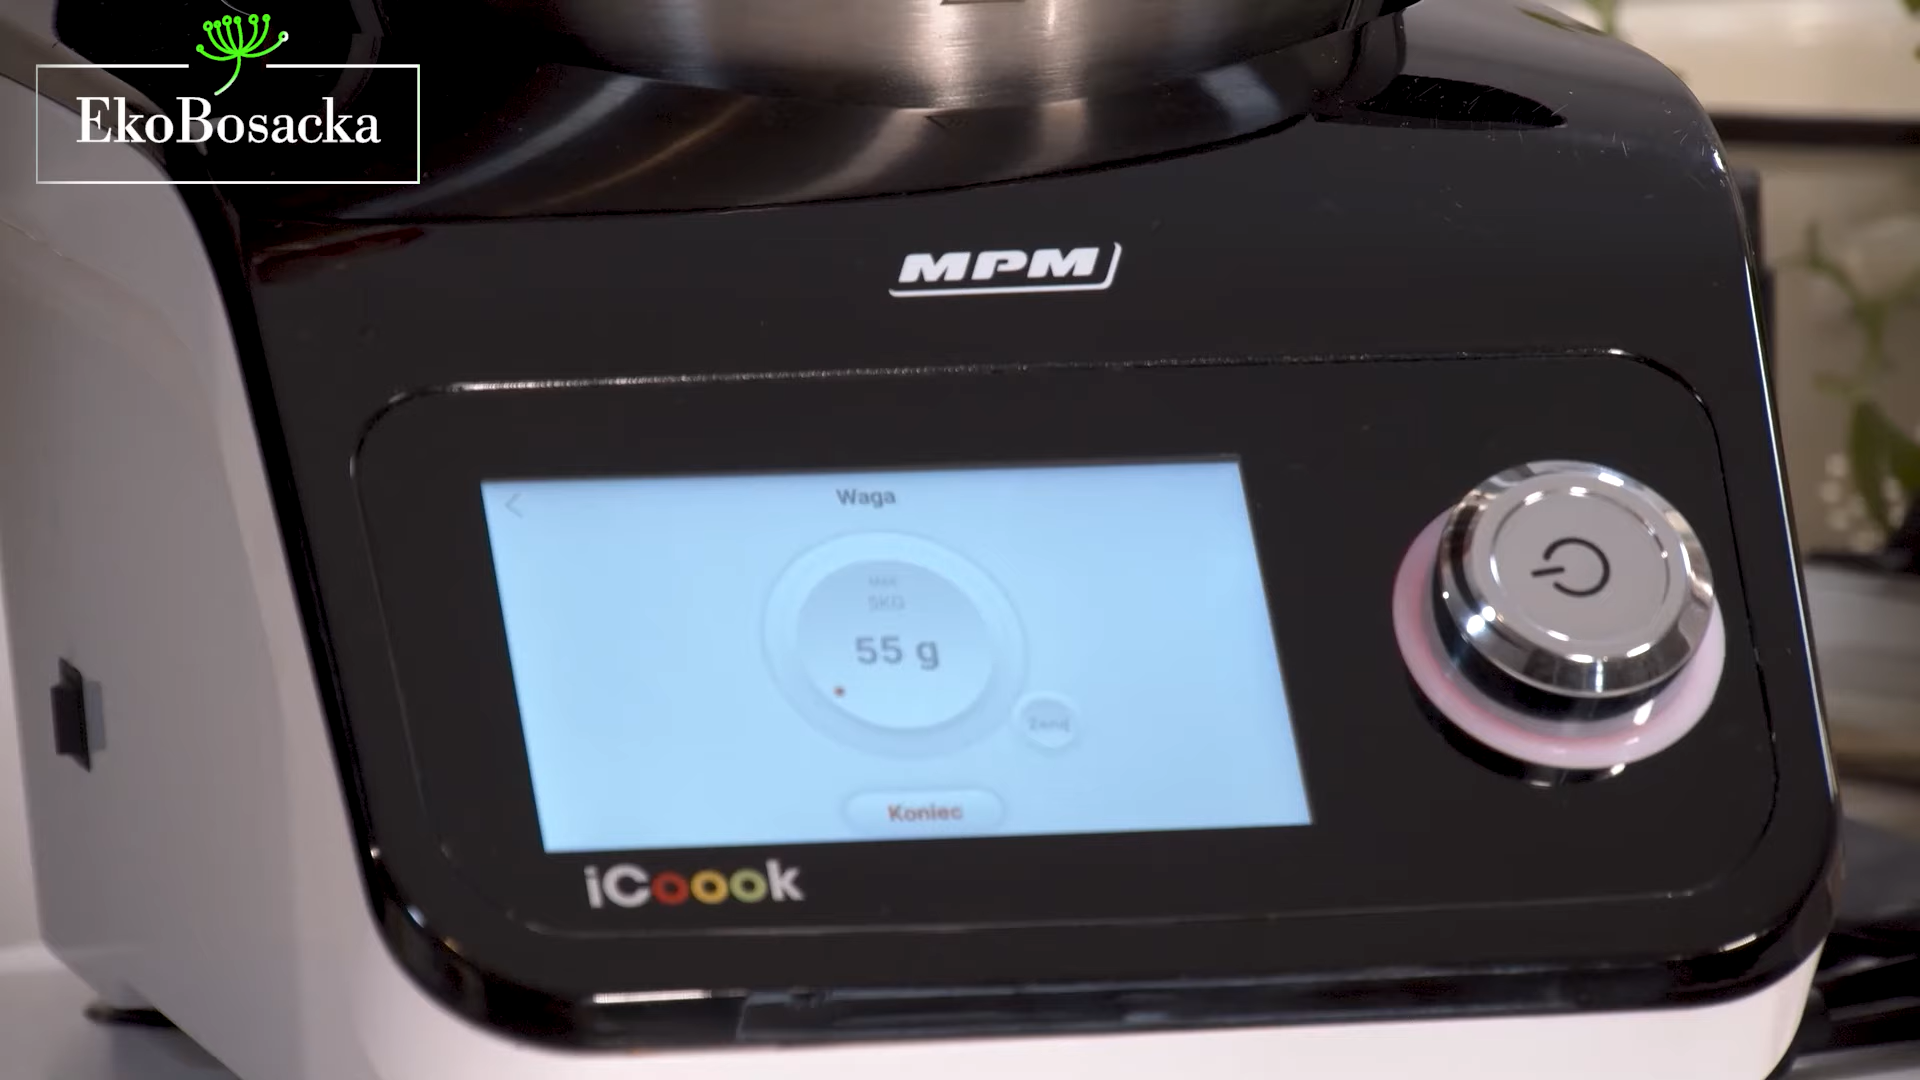 EkoBosacka
MPM
Waga
MAX
5KG
55 g
Koniec
iCoook